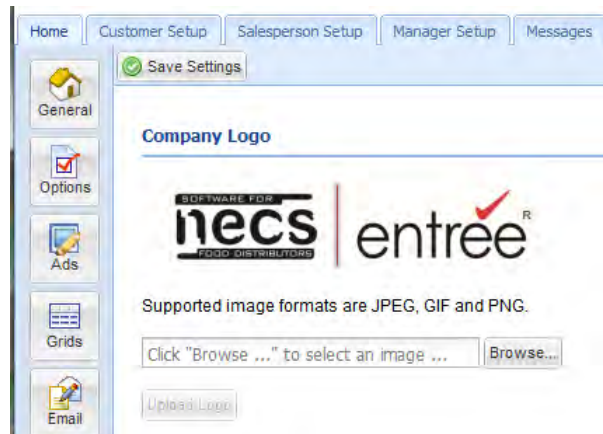 Home Customer Setup Salesperson Setup Manager Setup Messages
Save Settings
General
Company Logo
Options
SOFTWARE FOR
necs entrée R
FOOD DISTRIBUTORS
Ads
Supported image formats are JPEG, GIF and PNG.
Grids
Click "Browse ..." to select an image ... Browse...
Email
Upload Logo